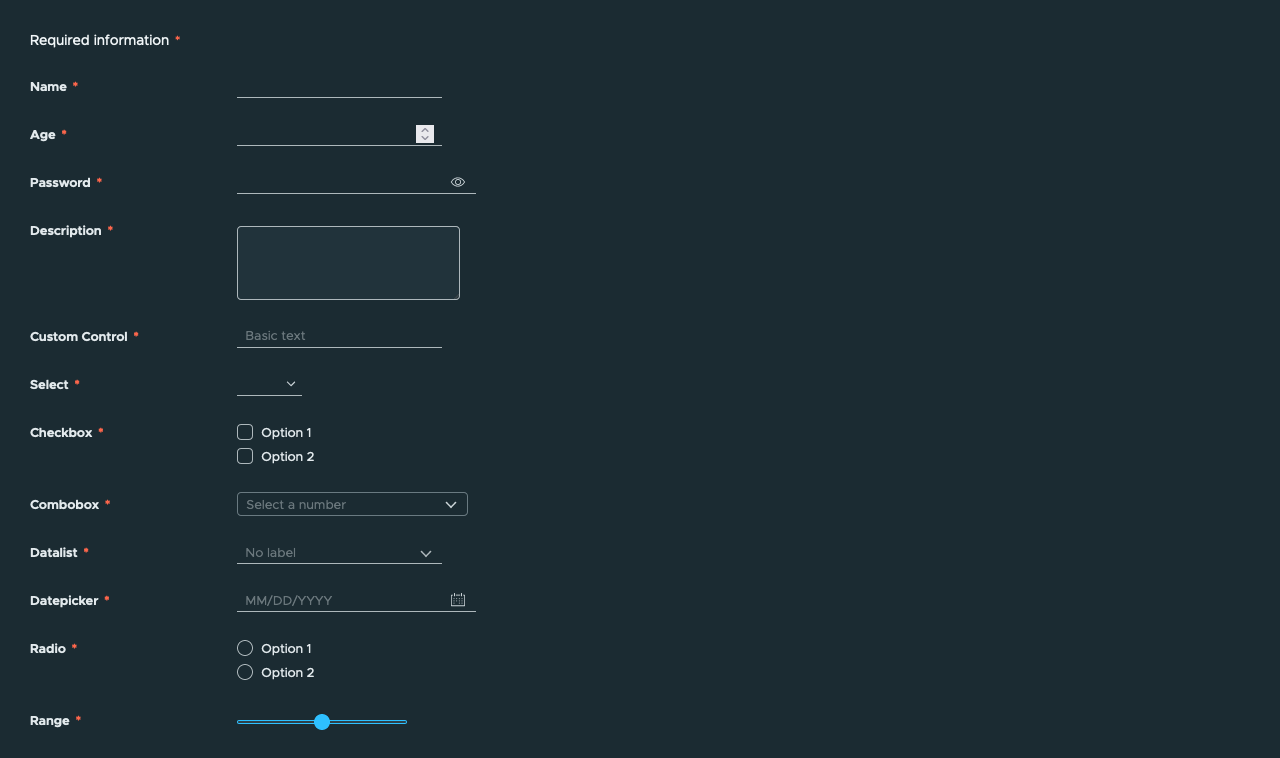 Required information *
Name *
Age *
Password *
Description *
Custom Control * Basic text
Select *
Checkbox * Option 1
Option 2
Combobox * Select a number
Datalist * No label
Datepicker * MM/DD/YYYY
Radio * Option 1
Option 2
Range *